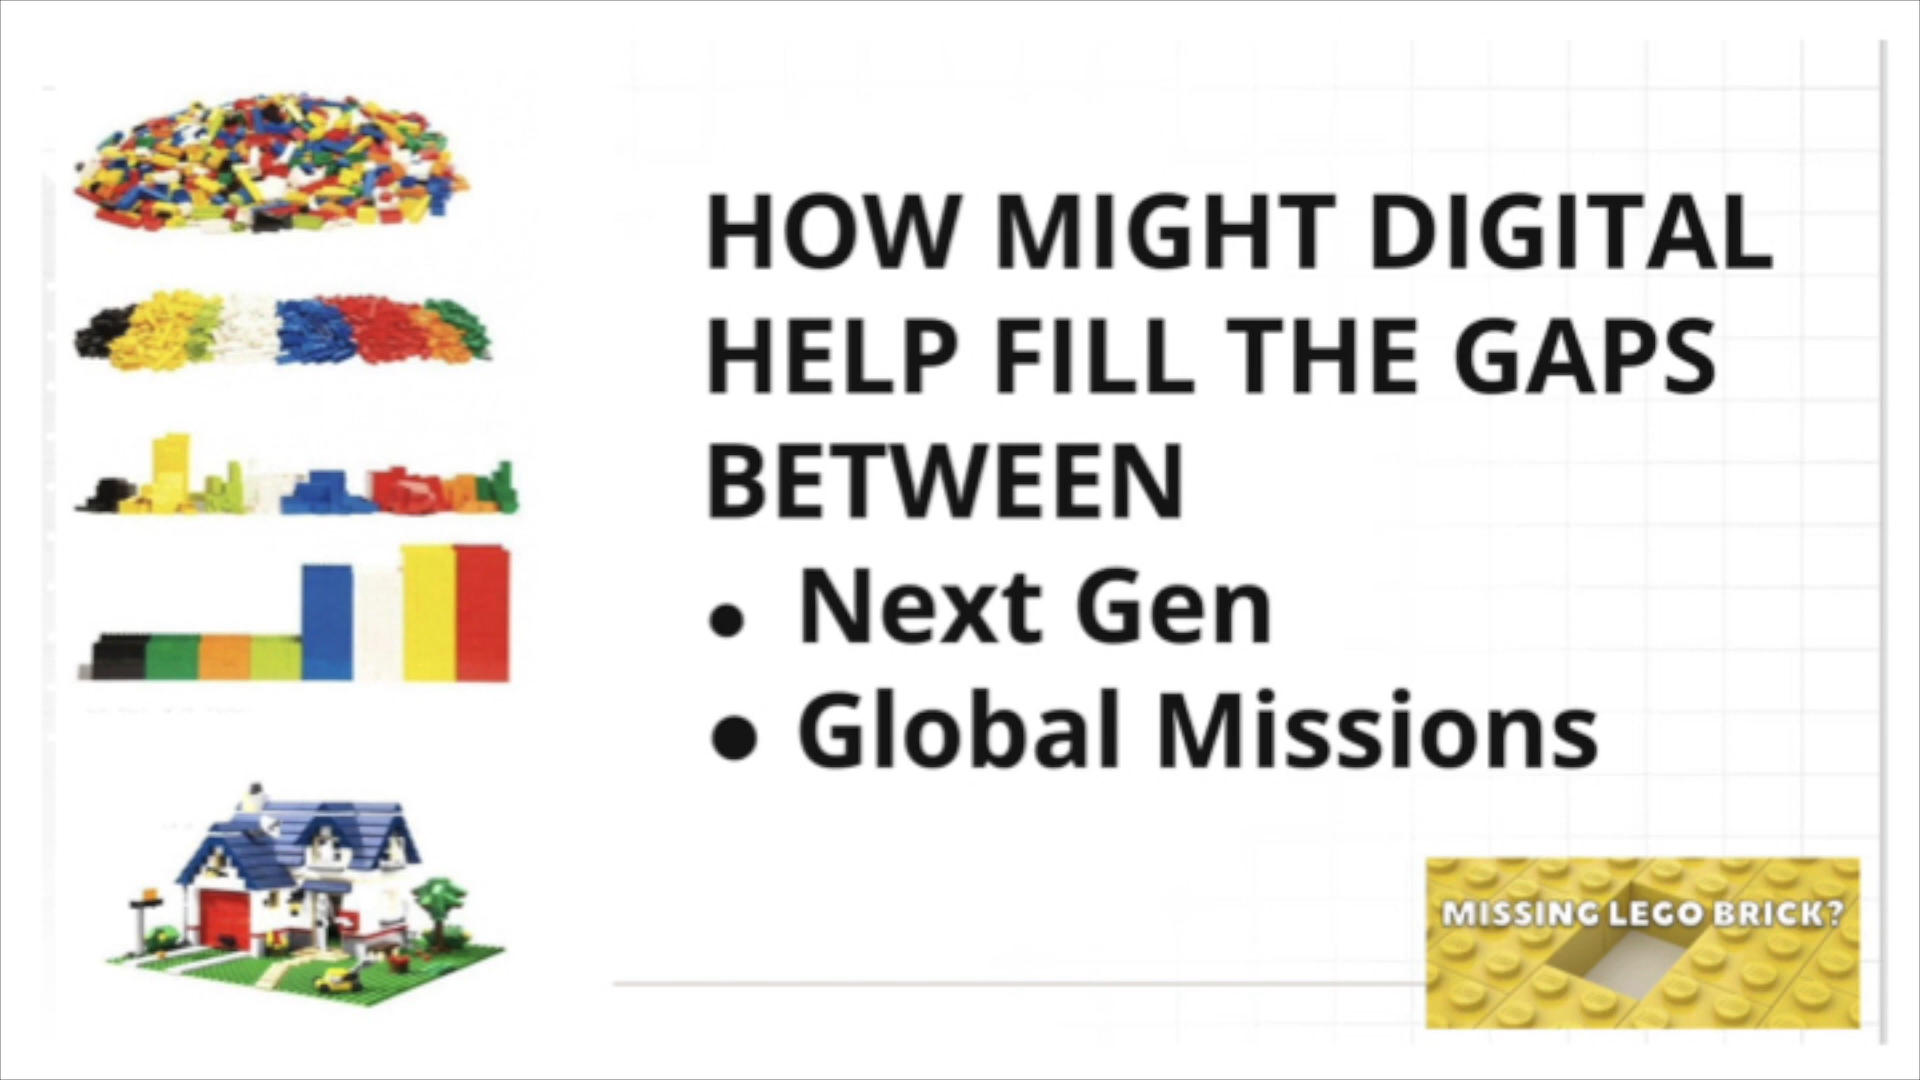 HOW MIGHT DIGITAL
HELP FILL THE GAPS
BETWEEN
• Next Gen
• Global Missions
MISSING LEGO BRICK?